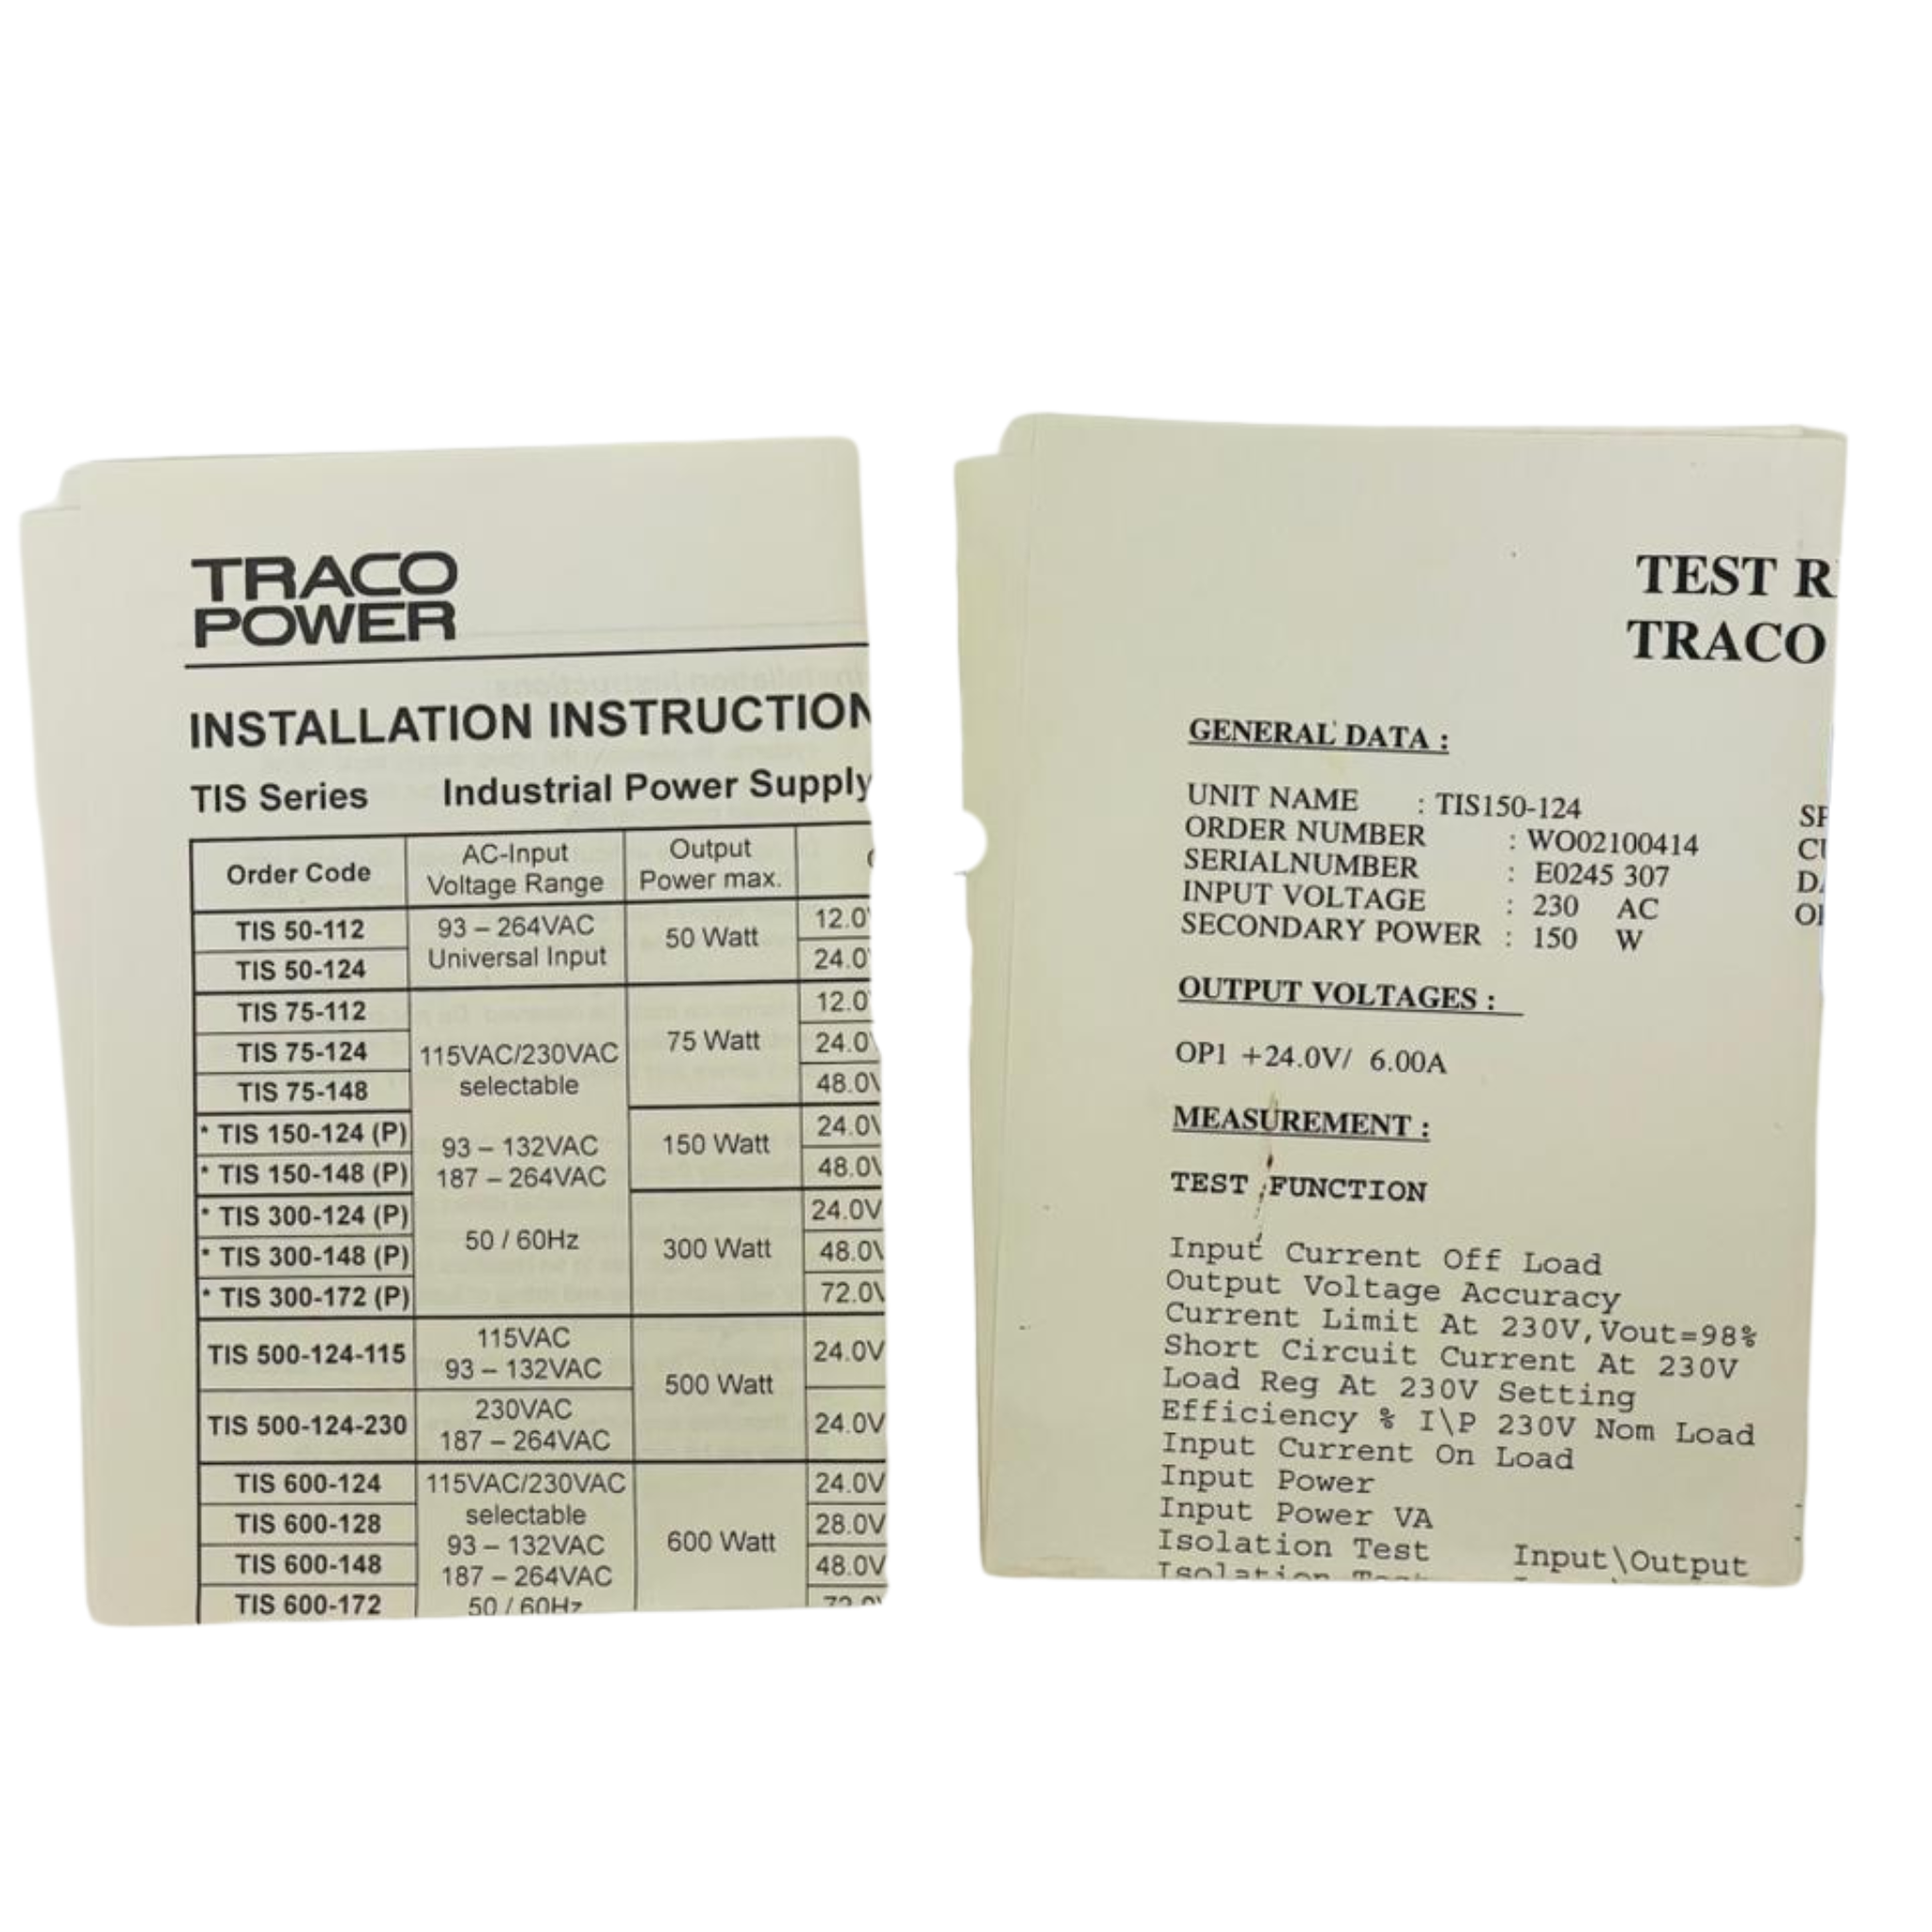 TRACO
POWER
INSTALLATION INSTRUCTION
TIS Series Industrial Power Supply
Order Code AC-Input Voltage Range Output Power max.
TIS 50-112 93 – 264VAC Universal Input 50 Watt 12.0
TIS 50-124 24.0
TIS 75-112 115VAC/230VAC selectable 75 Watt 12.0
TIS 75-124 24.0
TIS 75-148 48.0V
* TIS 150-124 (P) 93 – 132VAC 187 – 264VAC 150 Watt 24.0V
* TIS 150-148 (P) 48.0V
* TIS 300-124 (P) 50 / 60Hz 300 Watt 24.0V
* TIS 300-148 (P) 48.0V
* TIS 300-172 (P) 72.0V
TIS 500-124-115 115VAC 93 – 132VAC 500 Watt 24.0V
TIS 500-124-230 230VAC 187 – 264VAC 24.0V
TIS 600-124 115VAC/230VAC selectable 600 Watt 24.0V
TIS 600-128 93 – 132VAC 28.0V
TIS 600-148 187 – 264VAC 48.0V
TIS 600-172 50 / 60Hz
TEST R
TRACO
GENERAL DATA :
UNIT NAME : TIS150-124
ORDER NUMBER : WO02100414
SERIALNUMBER : E0245 307
INPUT VOLTAGE : 230 AC
SECONDARY POWER : 150 W
OUTPUT VOLTAGES :
OP1 +24.0V/ 6.00A
MEASUREMENT :
TEST FUNCTION
Input Current Off Load
Output Voltage Accuracy
Current Limit At 230V,Vout=98%
Short Circuit Current At 230V
Load Reg At 230V Setting
Efficiency % I\P 230V Nom Load
Input Current On Load
Input Power
Input Power VA
Isolation Test Input\Output